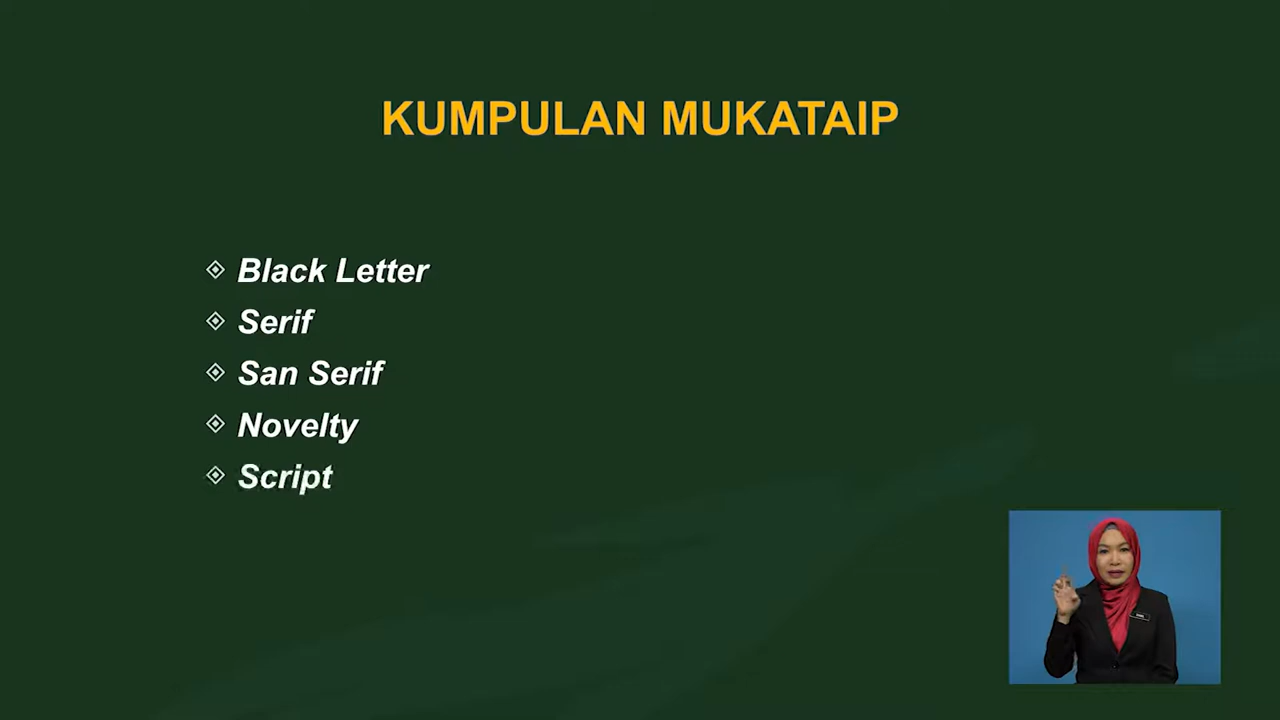 KUMPULAN MUKATAIP
Black Letter
Serif
San Serif
Novelty
Script